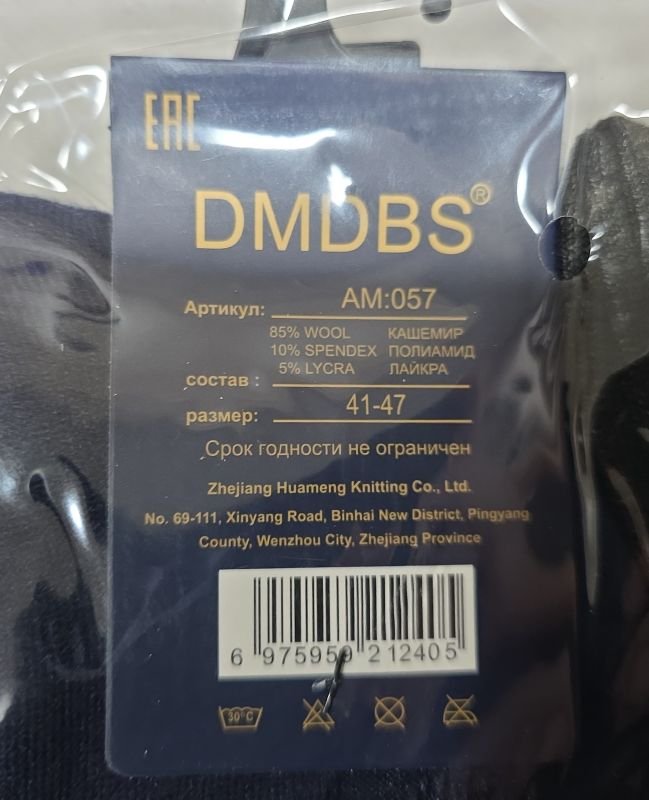 EAC
DMDBS®
Артикул: AM:057
85% WOOL КАШЕМИР
10% SPENDEX ПОЛИАМИД
5% LYCRA ЛАЙКРА
состав :
размер: 41-47
Срок годности не ограничен
Zhejiang Huameng Knitting Co., Ltd.
No. 69-111, Xinyang Road, Binhai New District, Pingyang
County, Wenzhou City, Zhejiang Province
6 975959 212405
30°C